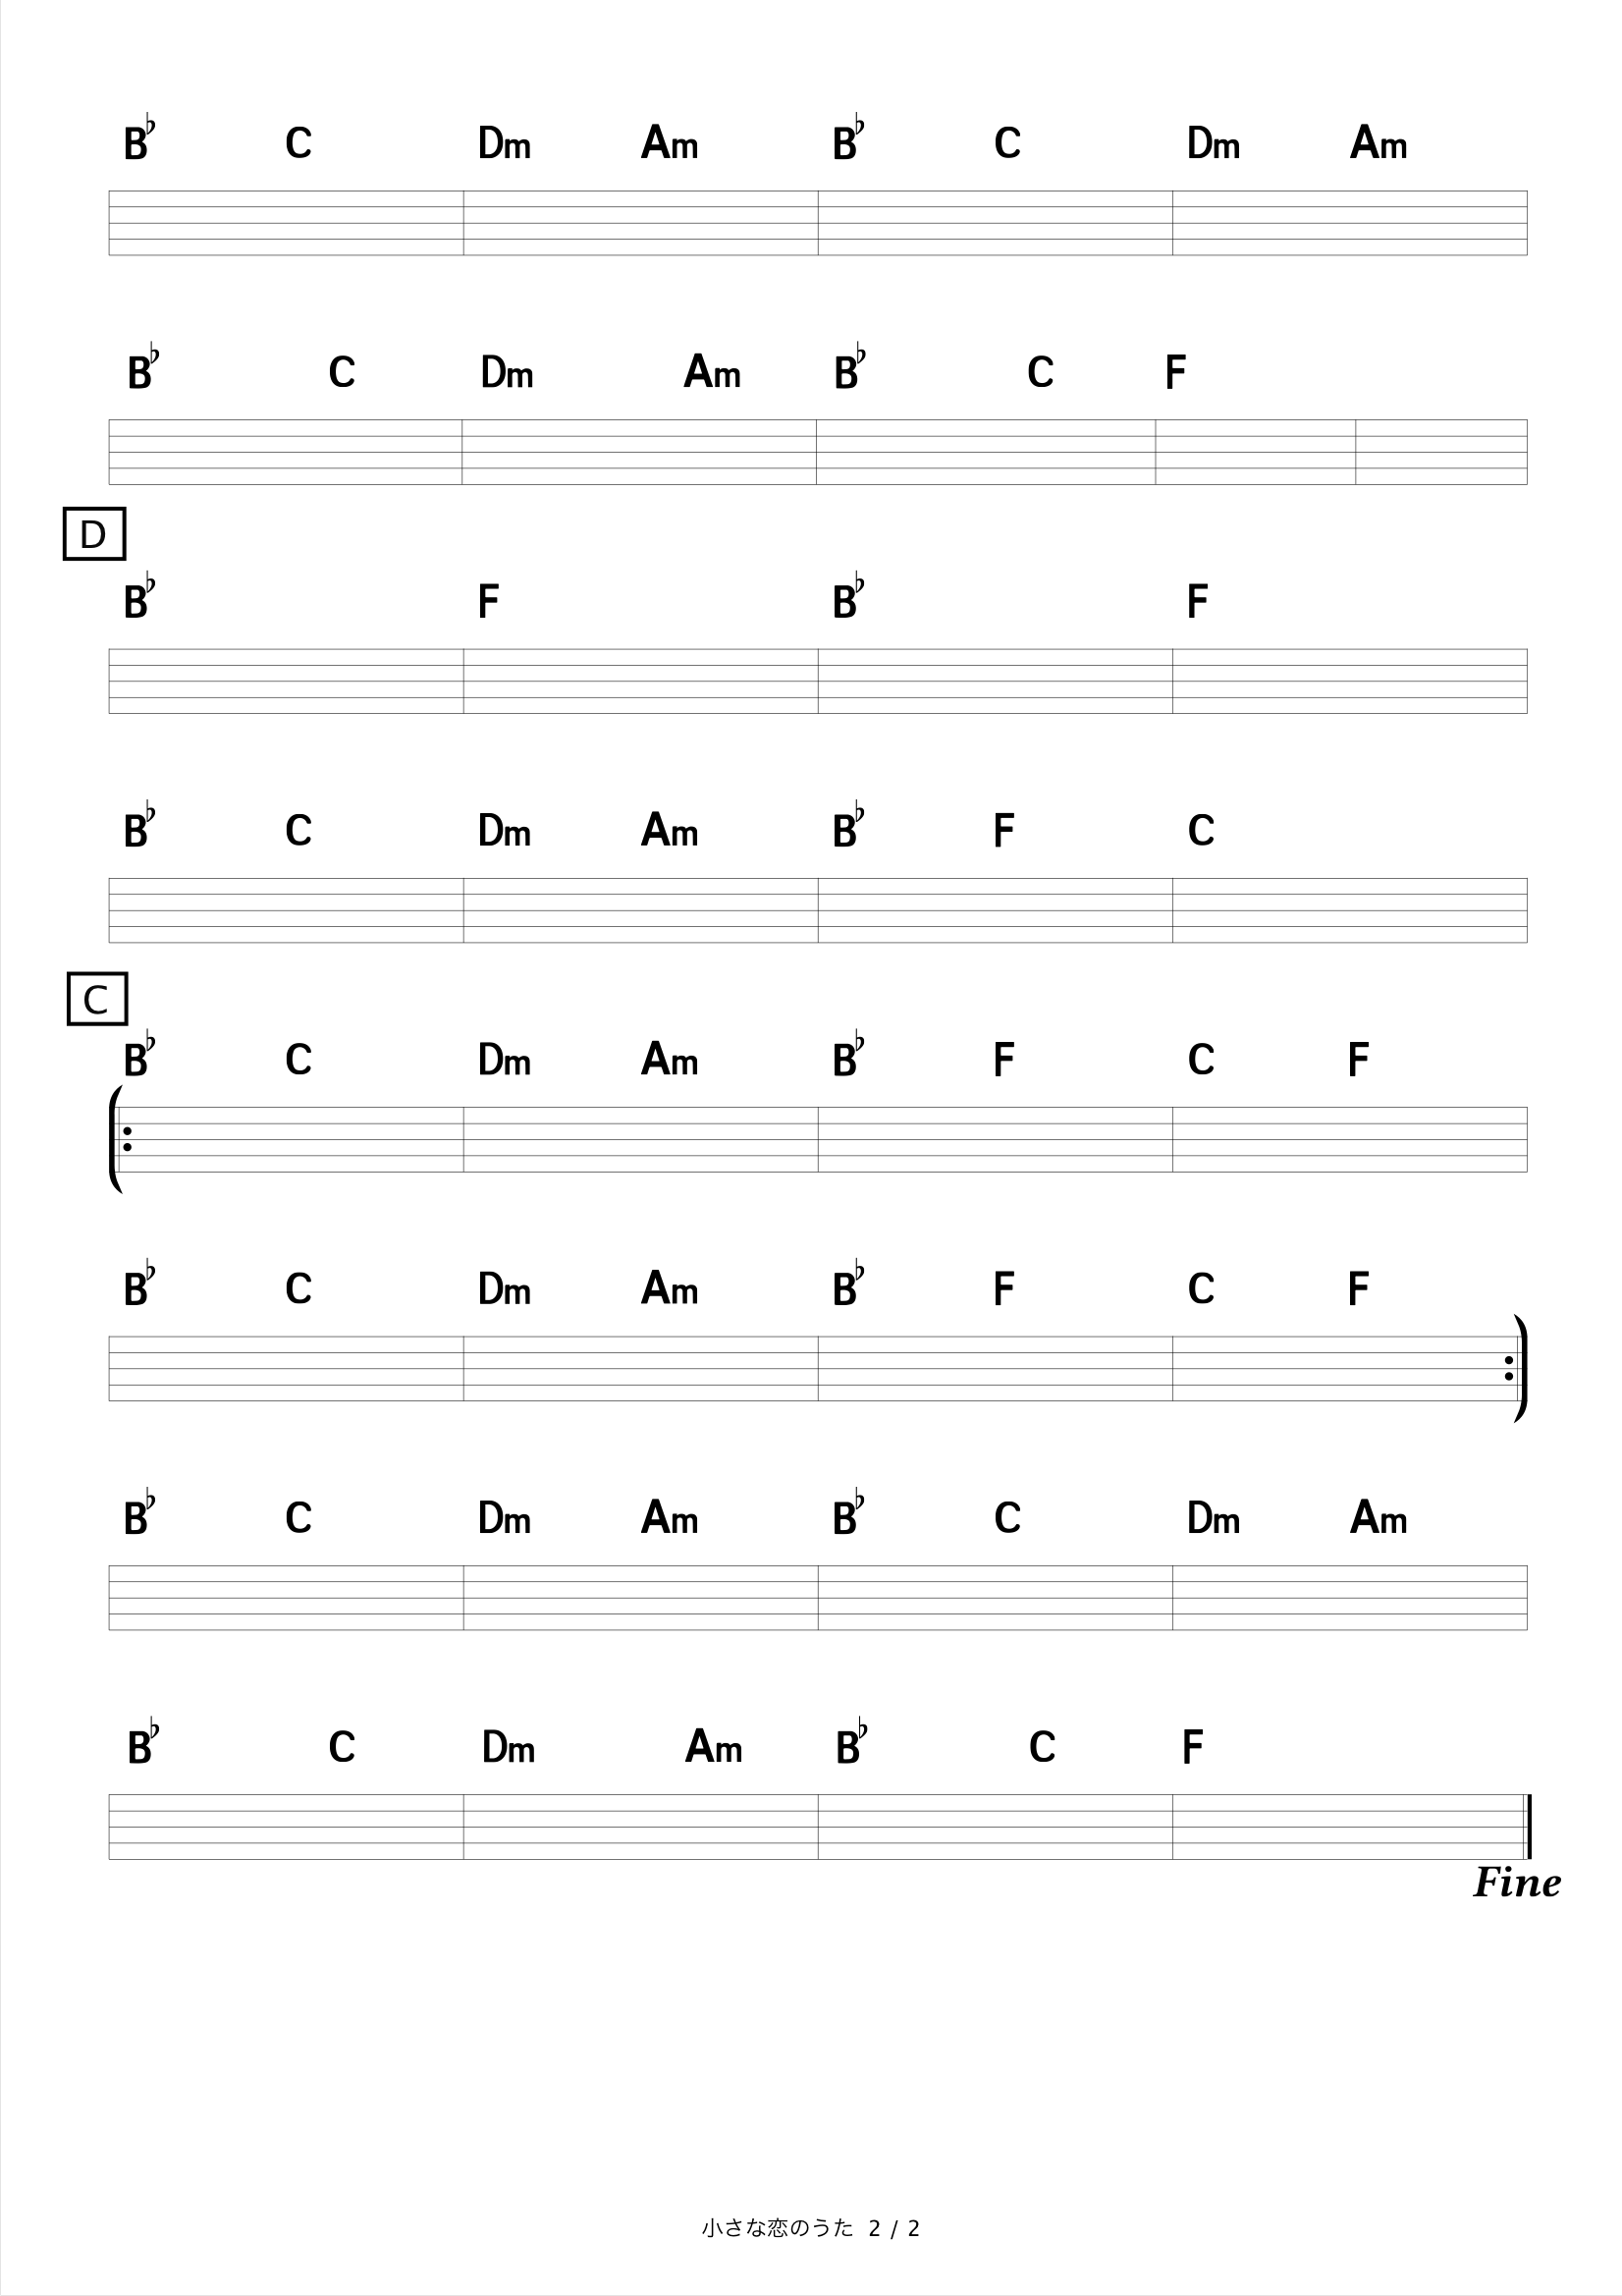 B♭ C Dm Am B♭ C Dm Am
B♭ C Dm Am B♭ C F
D
B♭ F B♭ F
B♭ C Dm Am B♭ F C
C
B♭ C Dm Am B♭ F C F
B♭ C Dm Am B♭ F C F
B♭ C Dm Am B♭ C Dm Am
B♭ C Dm Am B♭ C F
Fine
小さな恋のうた 2 / 2